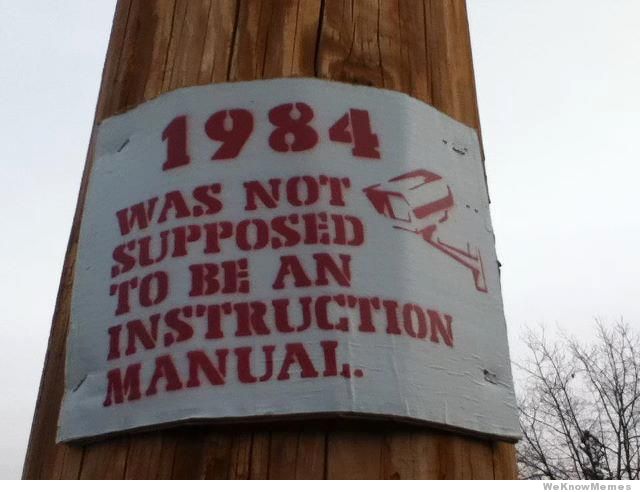 1984
WAS NOT
SUPPOSED
TO BE AN
INSTRUCTION
MANUAL.
WeKnowMemes